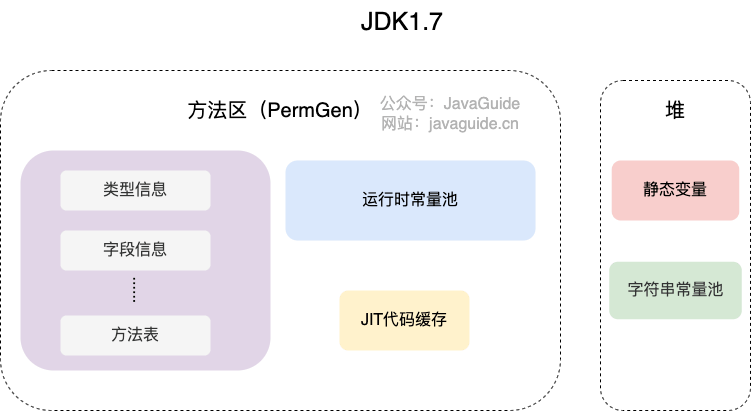 JDK1.7
方法区（PermGen）
公众号：JavaGuide
网站：javaguide.cn
类型信息
字段信息
方法表
运行时常量池
JIT代码缓存
堆
静态变量
字符串常量池